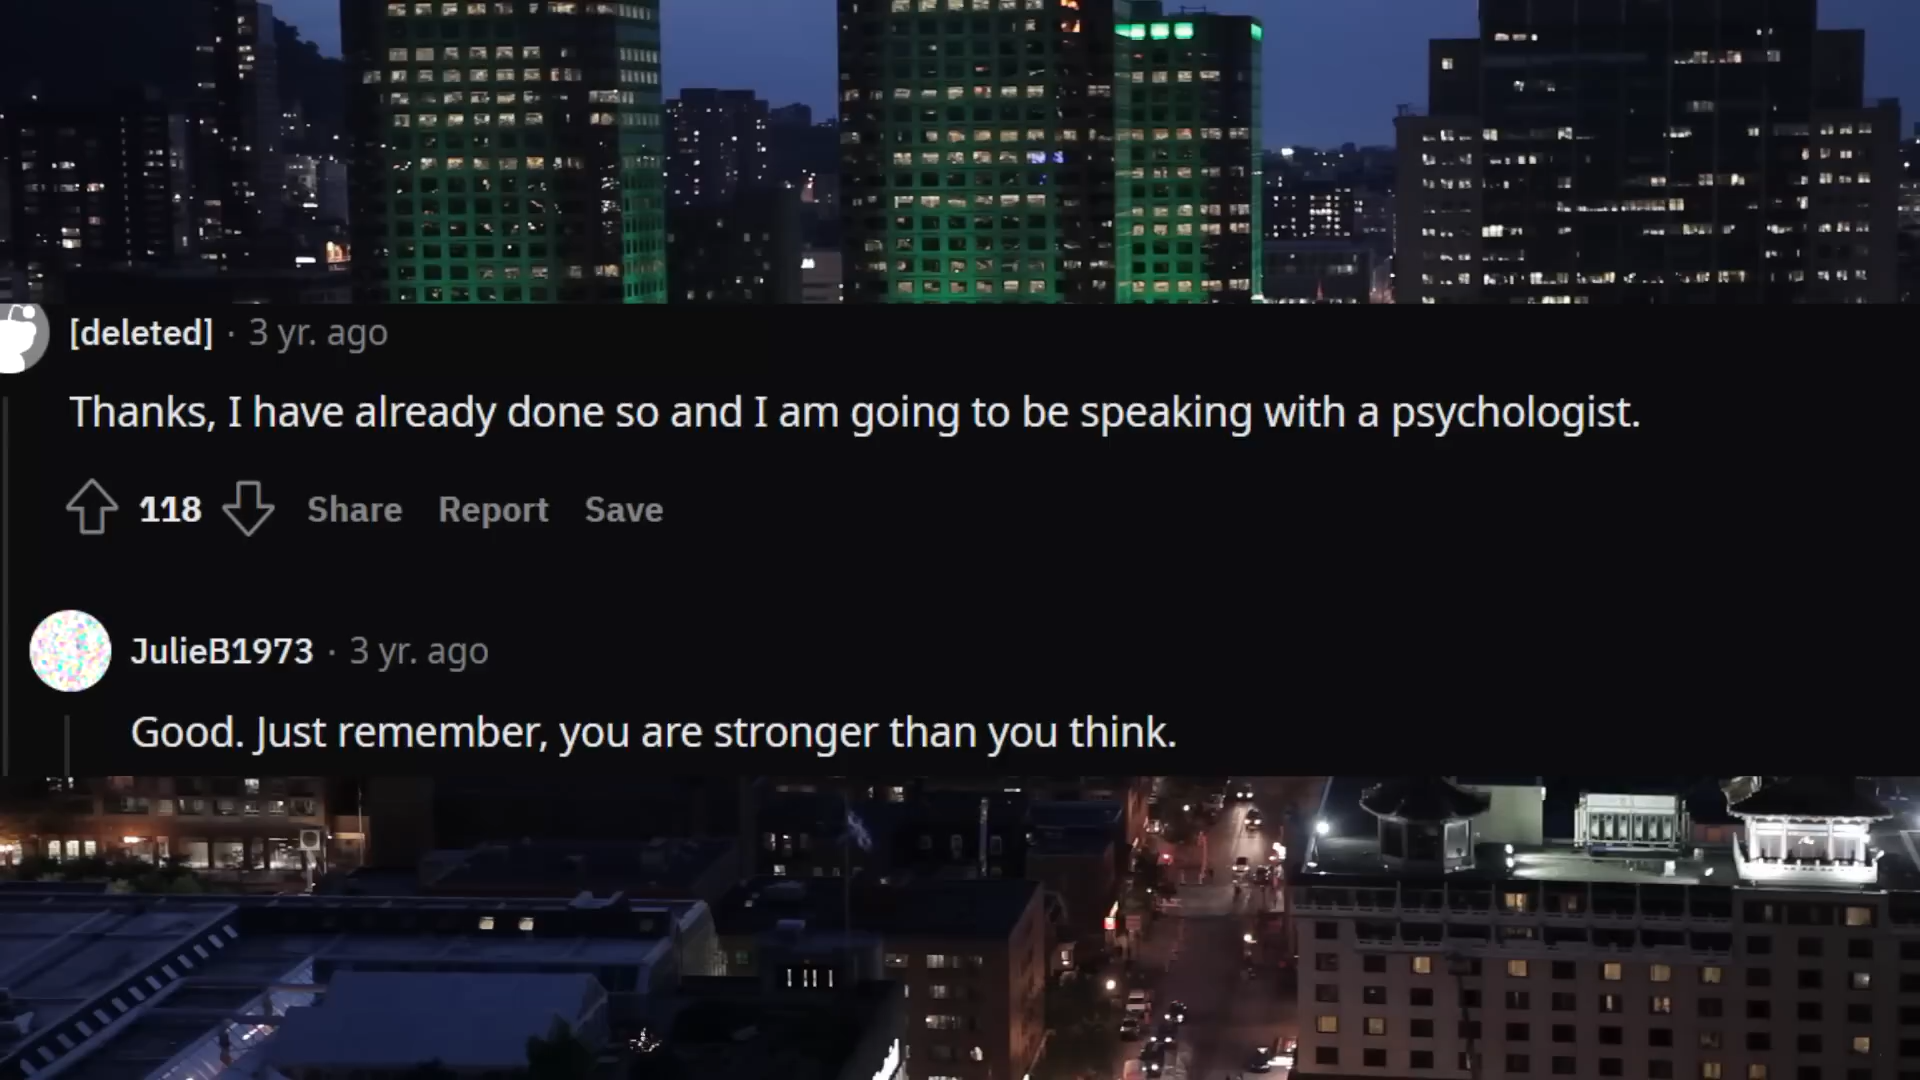 [deleted] · 3 yr. ago
Thanks, I have already done so and I am going to be speaking with a psychologist.
118 Share Report Save
JulieB1973 · 3 yr. ago
Good. Just remember, you are stronger than you think.